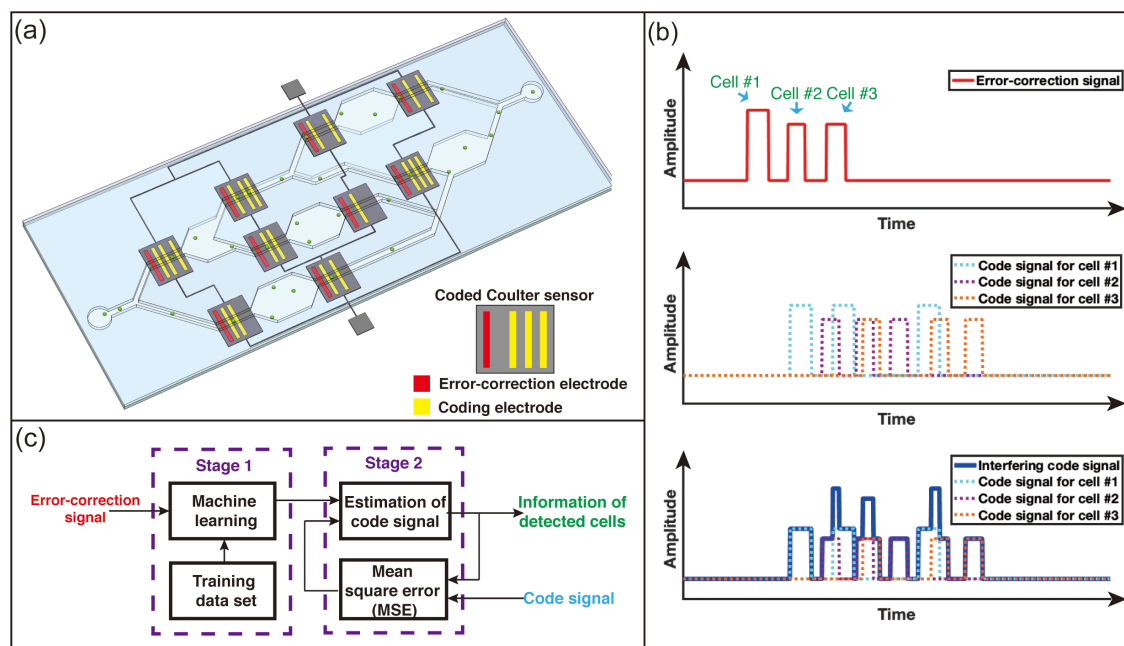 (a)
Coded Coulter sensor
Error-correction electrode
Coding electrode
(b)
Cell #1
Cell #2
Cell #3
Error-correction signal
Amplitude
Time
Code signal for cell #1
Code signal for cell #2
Code signal for cell #3
Amplitude
Time
Interfering code signal
Code signal for cell #1
Code signal for cell #2
Code signal for cell #3
Amplitude
Time
(c)
Stage 1
Stage 2
Error-correction
signal
Machine
learning
Training
data set
Estimation of
code signal
Mean
square error
(MSE)
Information of
detected cells
Code signal